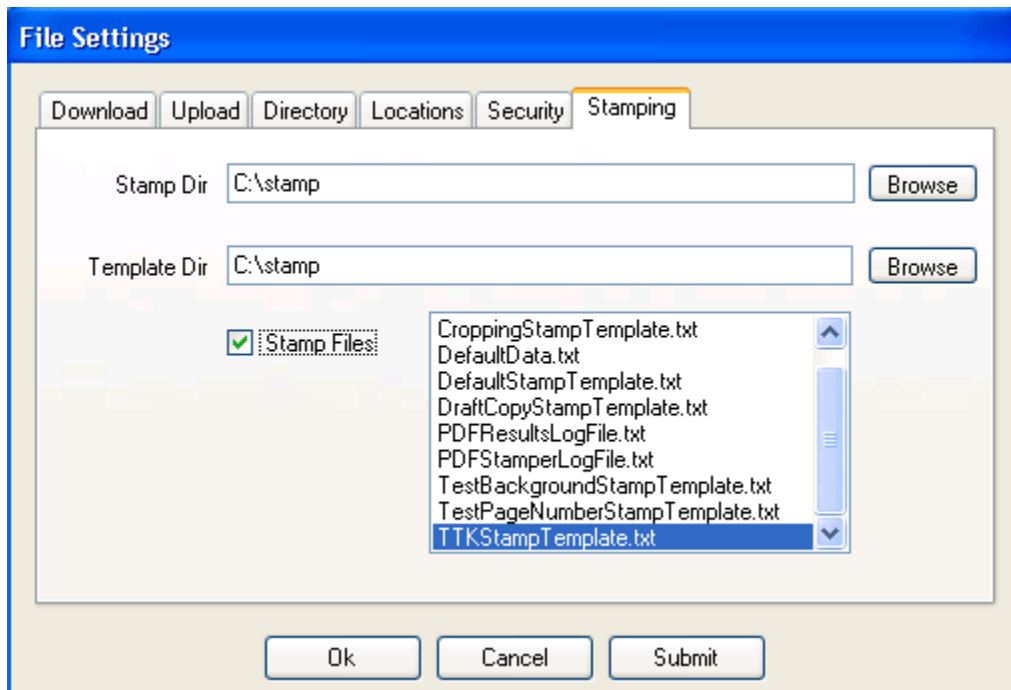 File Settings
Download Upload Directory Locations Security Stamping
Stamp Dir C:\stamp Browse
Template Dir C:\stamp Browse
Stamp Files
CroppingStampTemplate.txt
DefaultData.txt
DefaultStampTemplate.txt
DraftCopyStampTemplate.txt
PDFResultsLogFile.txt
PDFStamperLogFile.txt
TestBackgroundStampTemplate.txt
TestPageNumberStampTemplate.txt
TTKStampTemplate.txt
Ok Cancel Submit